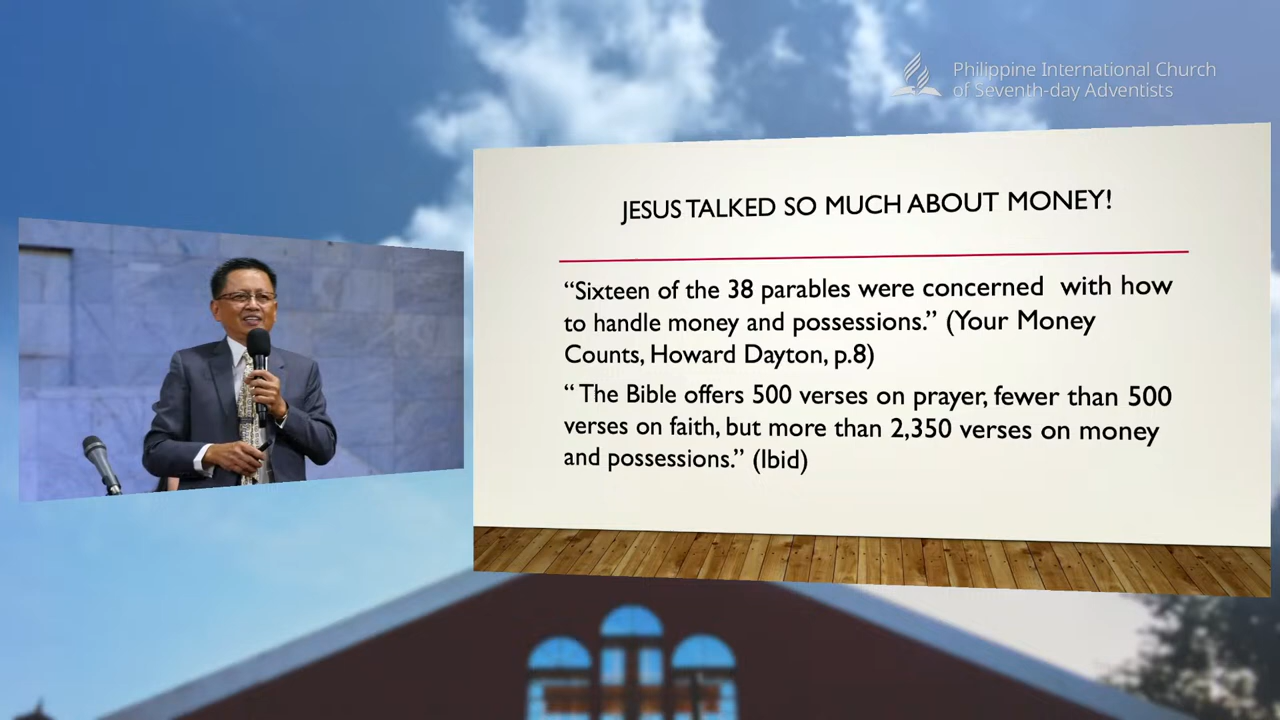 Philippine International Church
of Seventh-day Adventists
JESUS TALKED SO MUCH ABOUT MONEY!
“Sixteen of the 38 parables were concerned with how
to handle money and possessions.” (Your Money
Counts, Howard Dayton, p.8)
“ The Bible offers 500 verses on prayer, fewer than 500
verses on faith, but more than 2,350 verses on money
and possessions.” (Ibid)